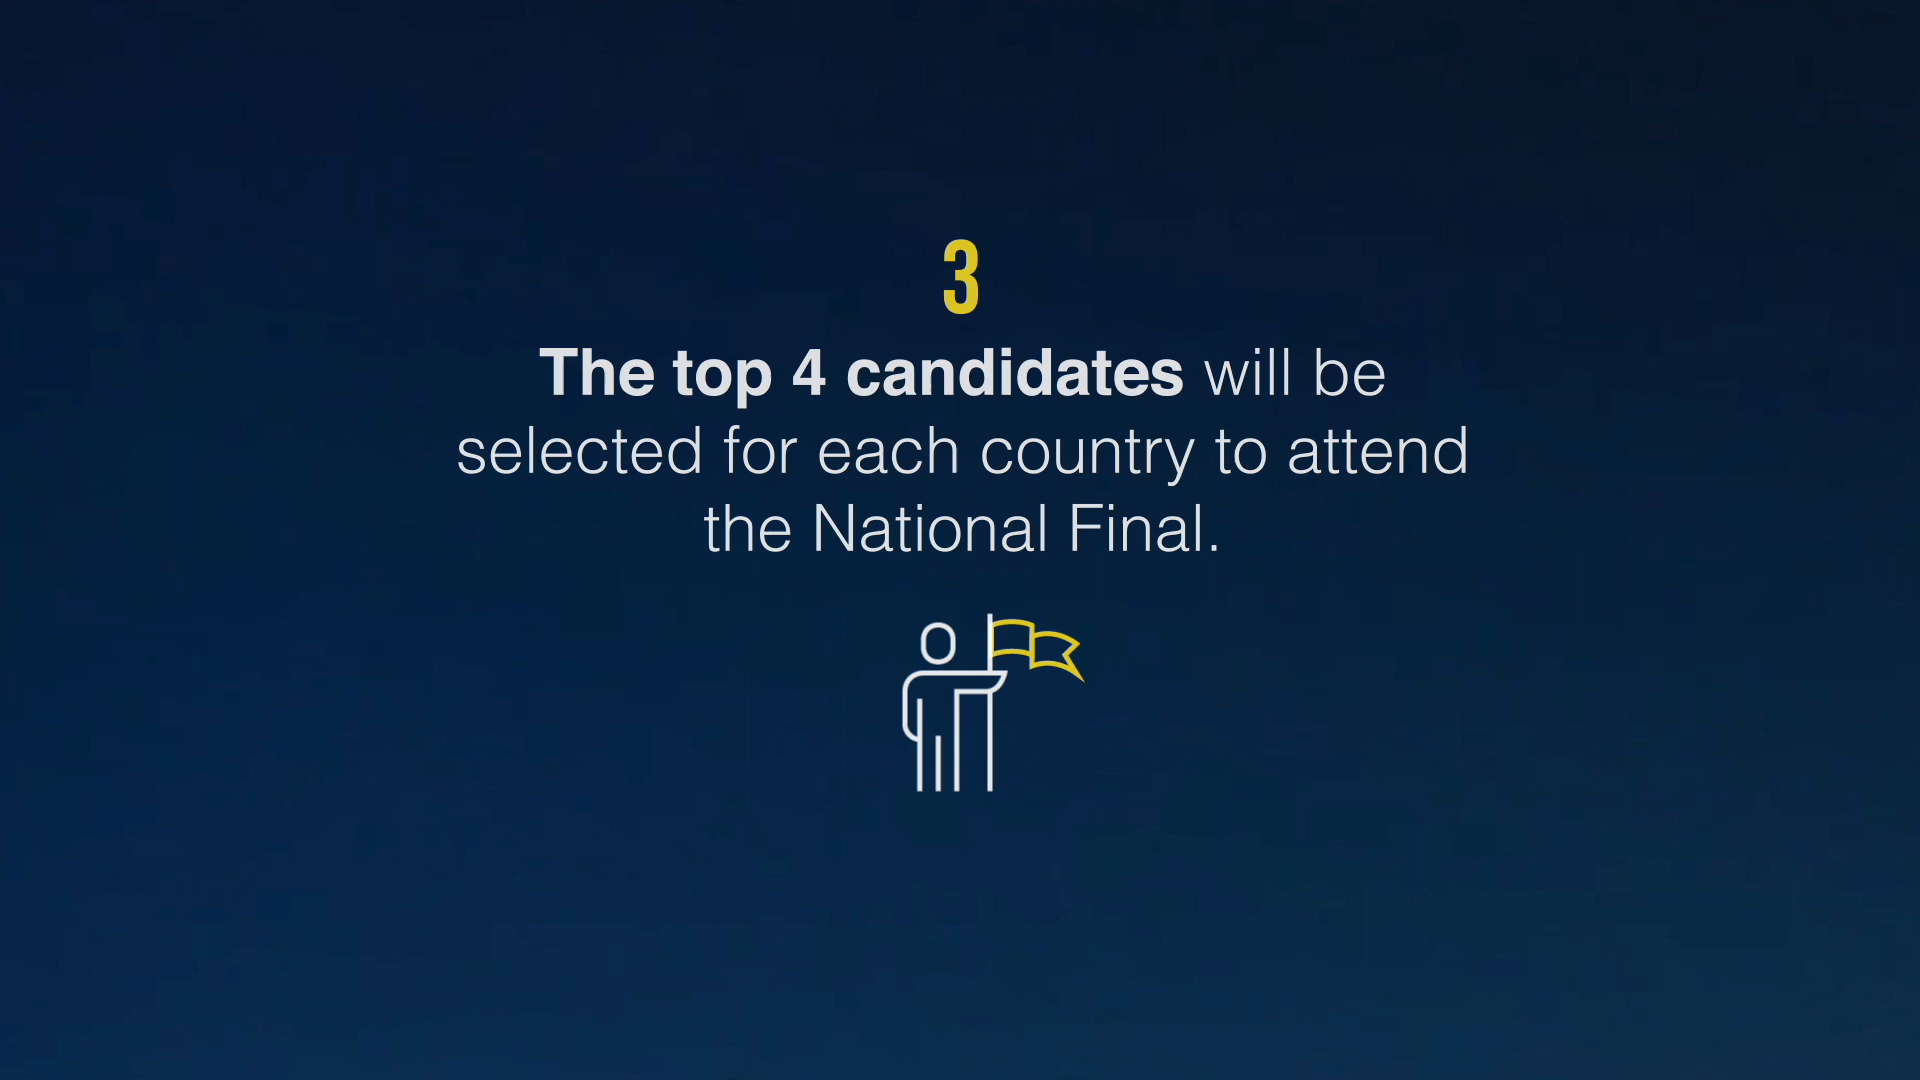 3
The top 4 candidates will be
selected for each country to attend
the National Final.